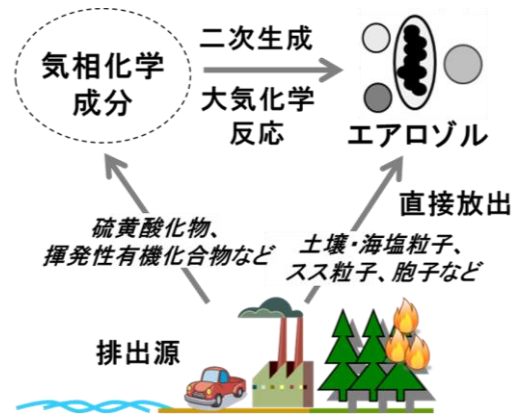 気相化学
成分
二次生成
大気化学
反応
エアロゾル
直接放出
硫黄酸化物、
揮発性有機化合物など
土壌・海塩粒子、
スス粒子、胞子など
排出源